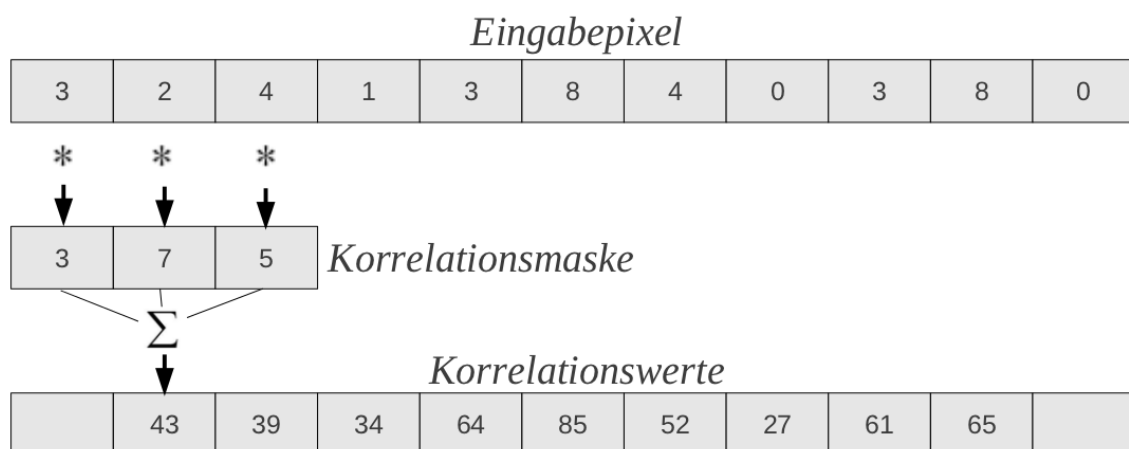 Eingabepixel
3 2 4 1 3 8 4 0 3 8 0
* * *
3 7 5 Korrelationsmaske
∑
Korrelationswerte
43 39 34 64 85 52 27 61 65